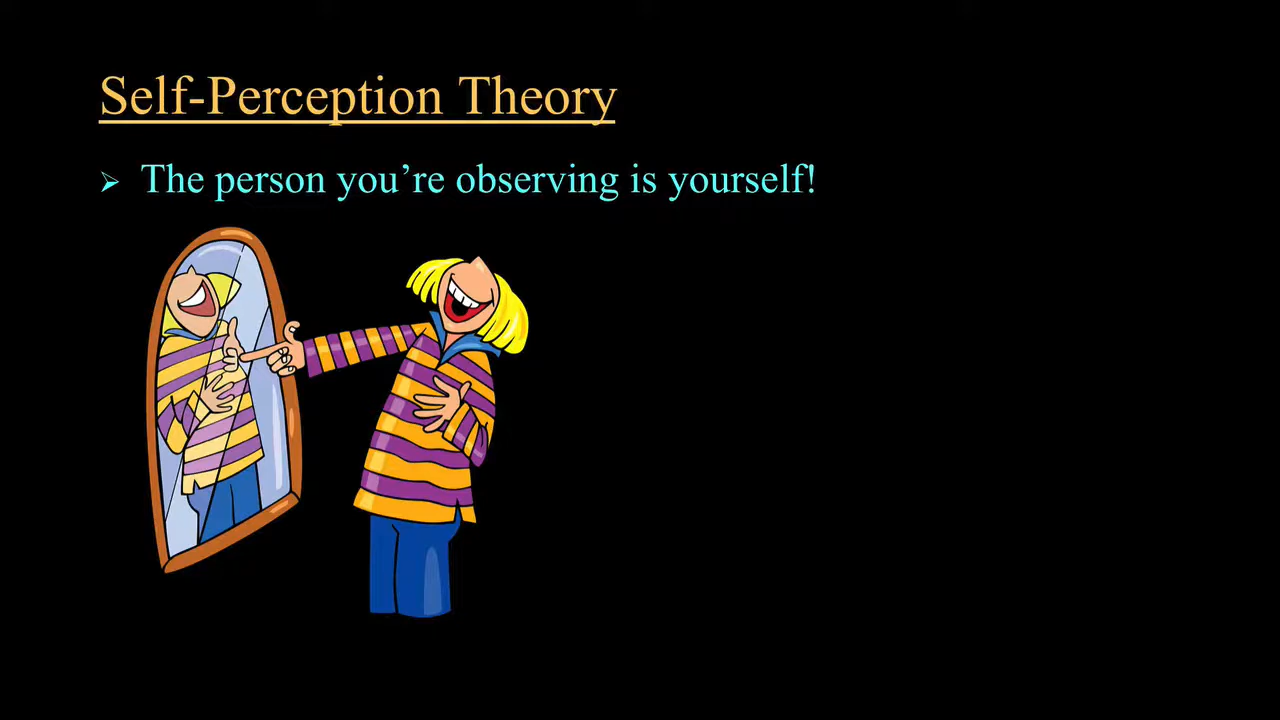 Self-Perception Theory
➢ The person you’re observing is yourself!